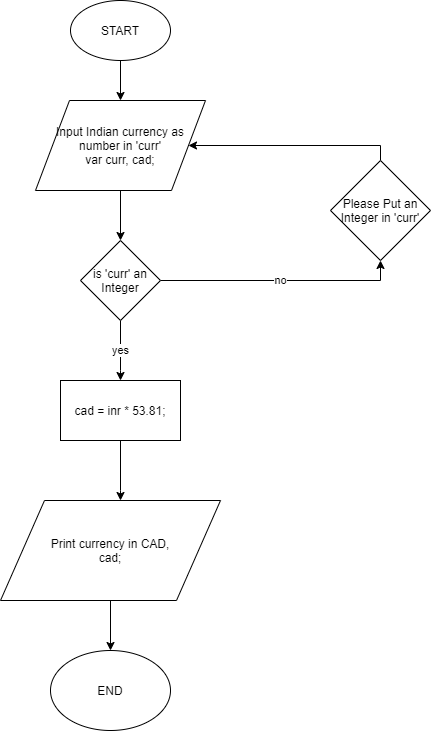 START
Input Indian currency as
number in 'curr'
var curr, cad;
Please Put an
Integer in 'curr'
is 'curr' an
Integer
no
yes
cad = inr * 53.81;
Print currency in CAD,
cad;
END